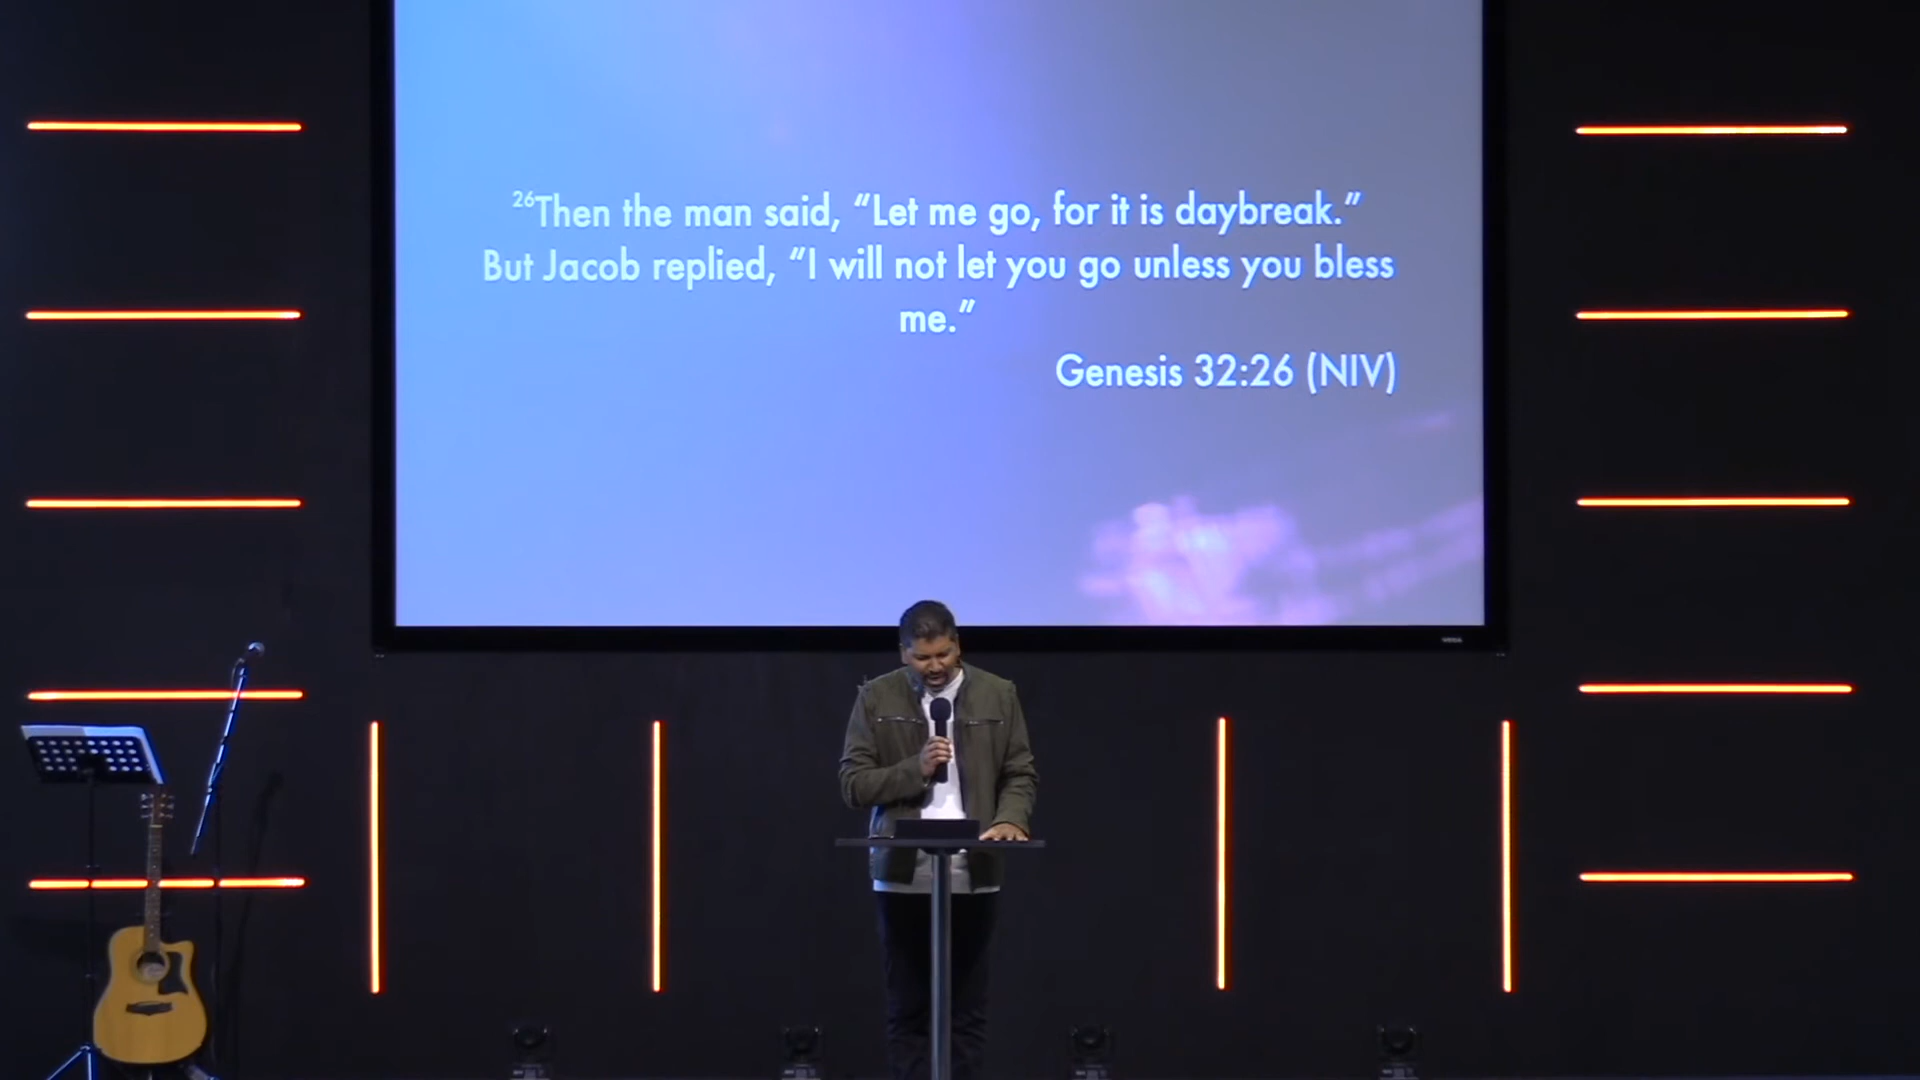 ²⁶Then the man said, “Let me go, for it is daybreak.”
But Jacob replied, “I will not let you go unless you bless
me.”
Genesis 32:26 (NIV)